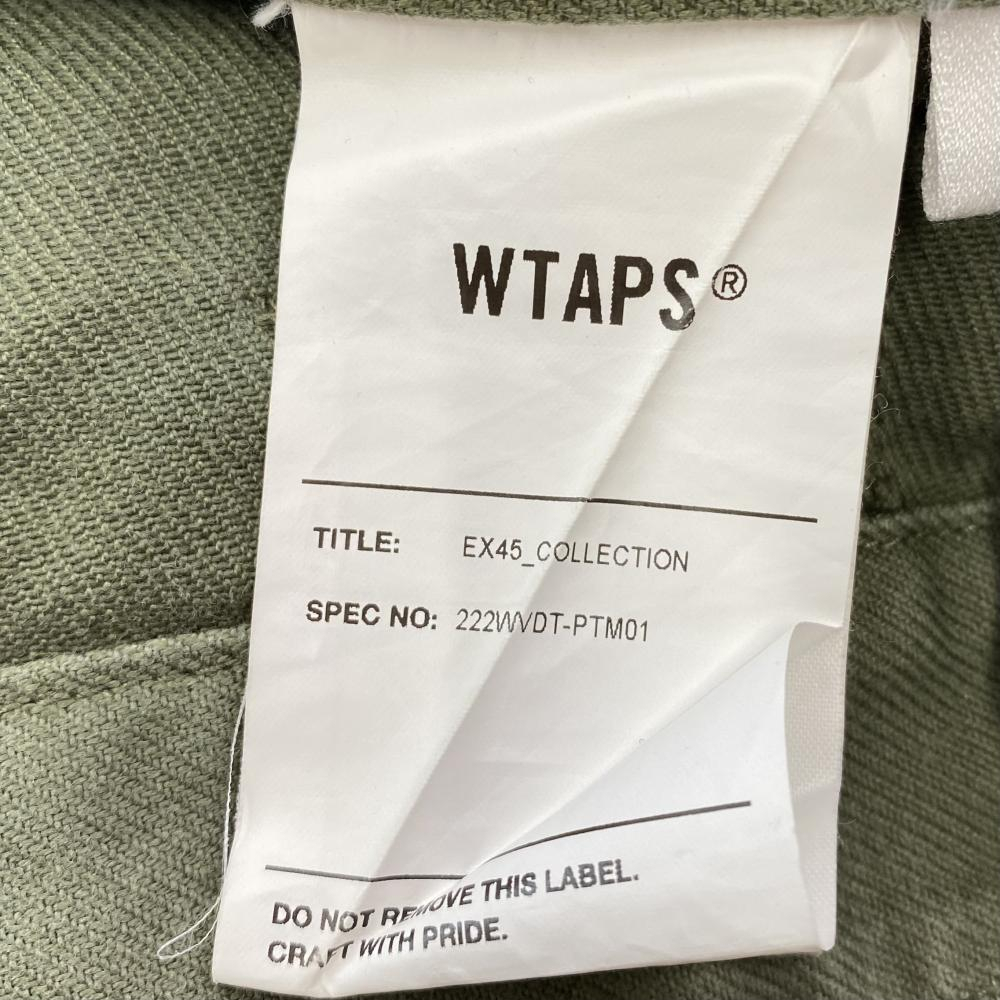 WTAPS®
TITLE: EX45_COLLECTION
SPEC NO: 222WVDT-PTM01
DO NOT REMOVE THIS LABEL.
CRAFT WITH PRIDE.